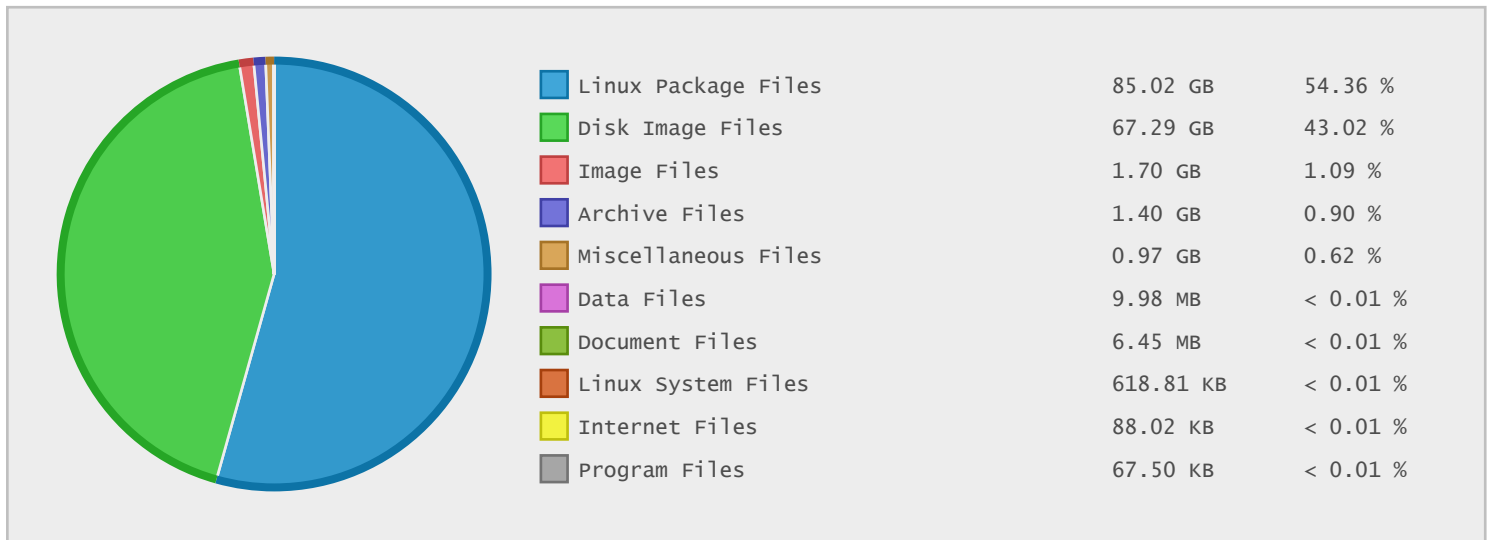 Linux Package Files 85.02 GB 54.36 %
Disk Image Files 67.29 GB 43.02 %
Image Files 1.70 GB 1.09 %
Archive Files 1.40 GB 0.90 %
Miscellaneous Files 0.97 GB 0.62 %
Data Files 9.98 MB < 0.01 %
Document Files 6.45 MB < 0.01 %
Linux System Files 618.81 KB < 0.01 %
Internet Files 88.02 KB < 0.01 %
Program Files 67.50 KB < 0.01 %